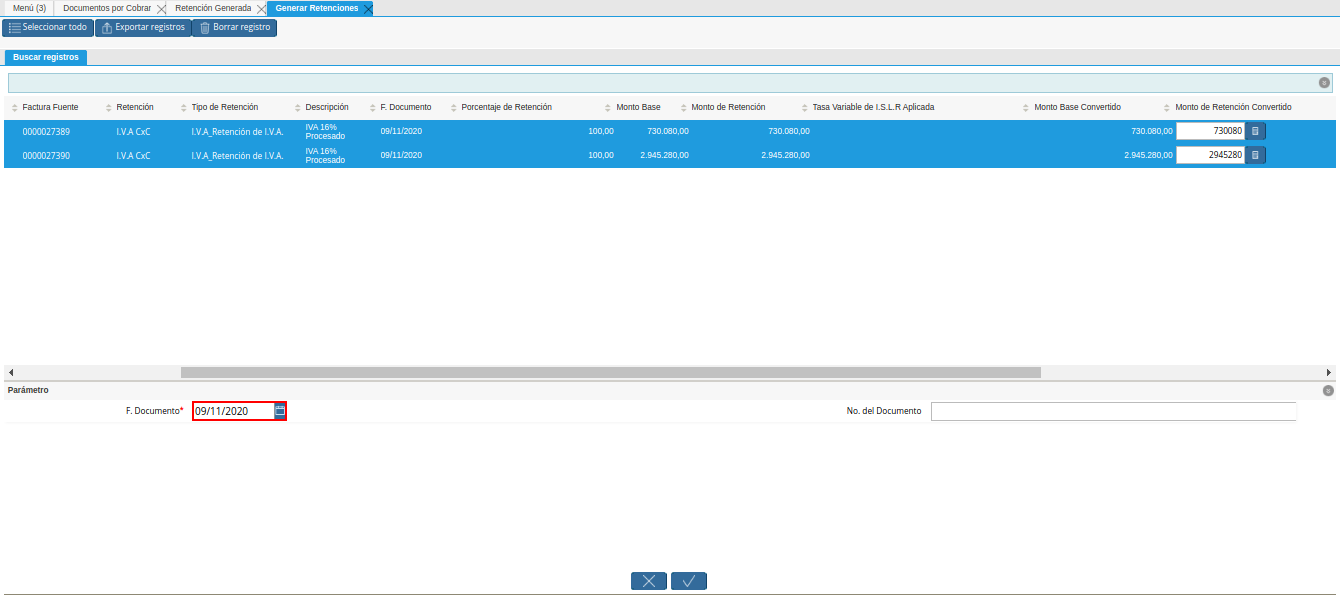 Menú (3) Documentos por Cobrar Retención Generada Generar Retenciones
Seleccionar todo Exportar registros Borrar registro
Buscar registros
Factura Fuente Retención Tipo de Retención Descripción F. Documento Porcentaje de Retención Monto Base Monto de Retención Tasa Variable de I.S.L.R Aplicada Monto Base Convertido Monto de Retención Convertido
0000027389 I.V.A CxC I.V.A_Retención de I.V.A. IVA 16% Procesado 09/11/2020 100,00 730.080,00 730.080,00 730.080,00 730080
0000027390 I.V.A CxC I.V.A_Retención de I.V.A. IVA 16% Procesado 09/11/2020 100,00 2.945.280,00 2.945.280,00 2.945.280,00 2945280
Parámetro
F. Documento* 09/11/2020 No. del Documento